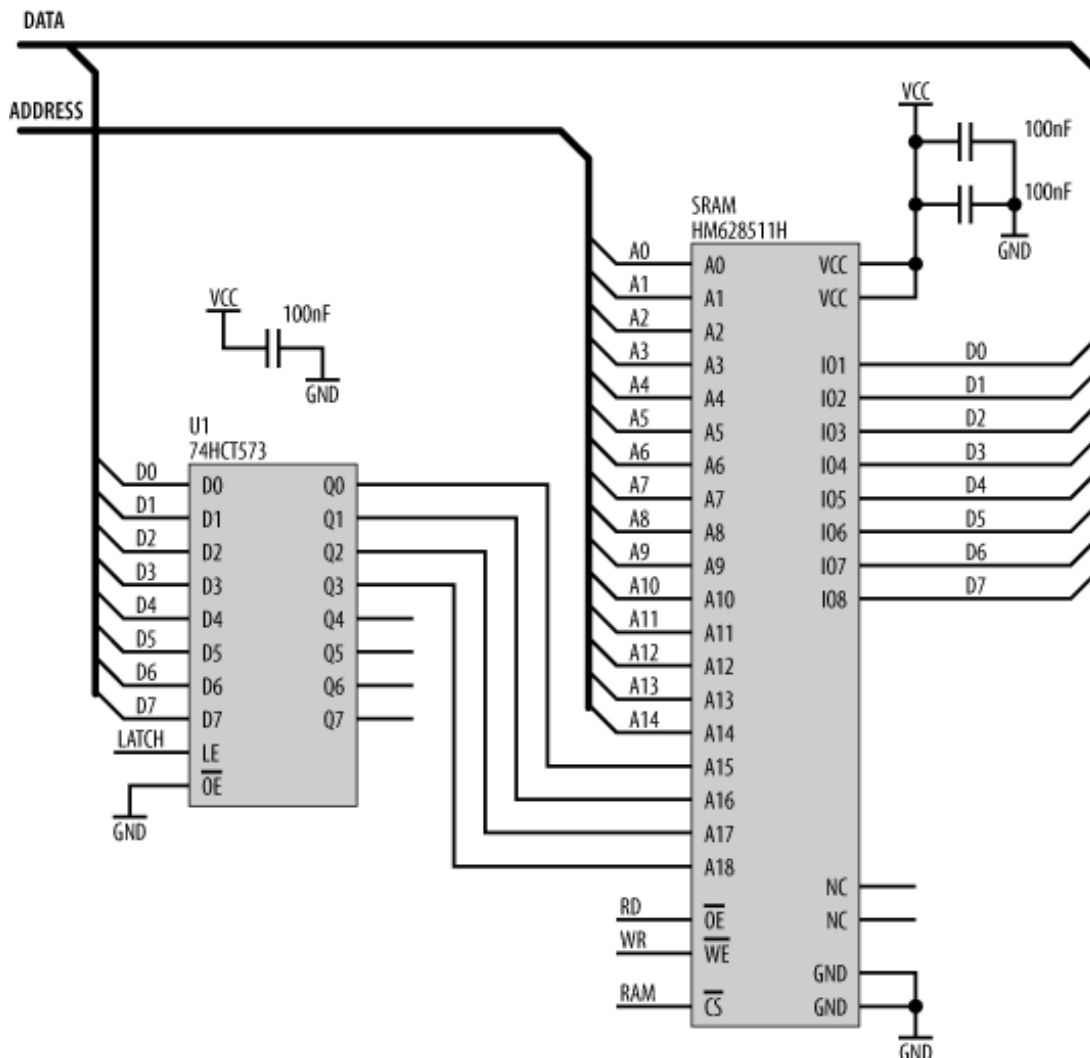 DATA
ADDRESS
VCC
100nF
100nF
GND
SRAM
HM628511H
A0 A0 VCC
A1 A1 VCC
A2 A2
A3 A3 IO1 D0
A4 A4 IO2 D1
A5 A5 IO3 D2
A6 A6 IO4 D3
A7 A7 IO5 D4
A8 A8 IO6 D5
A9 A9 IO7 D6
A10 A10 IO8 D7
A11 A11
A12 A12
A13 A13
A14 A14
A15
A16
A17
A18
NC
RD OE NC
WR WE
GND
RAM CS GND
GND
VCC
100nF
GND
U1
74HCT573
D0 D0 Q0
D1 D1 Q1
D2 D2 Q2
D3 D3 Q3
D4 D4 Q4
D5 D5 Q5
D6 D6 Q6
D7 D7 Q7
LATCH LE
OE
GND